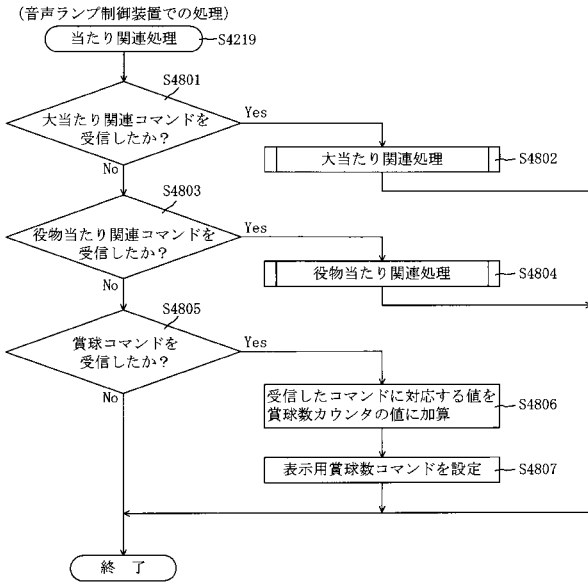 (音声ランプ制御装置での処理)
当たり関連処理
S4219
S4801
大当たり関連コマンドを
受信したか？
Yes
No
大当たり関連処理
S4802
S4803
役物当たり関連コマンドを
受信したか？
Yes
No
役物当たり関連処理
S4804
S4805
賞球コマンドを
受信したか？
Yes
No
受信したコマンドに対応する値を
賞球数カウンタの値に加算
S4806
表示用賞球数コマンドを設定
S4807
終 了